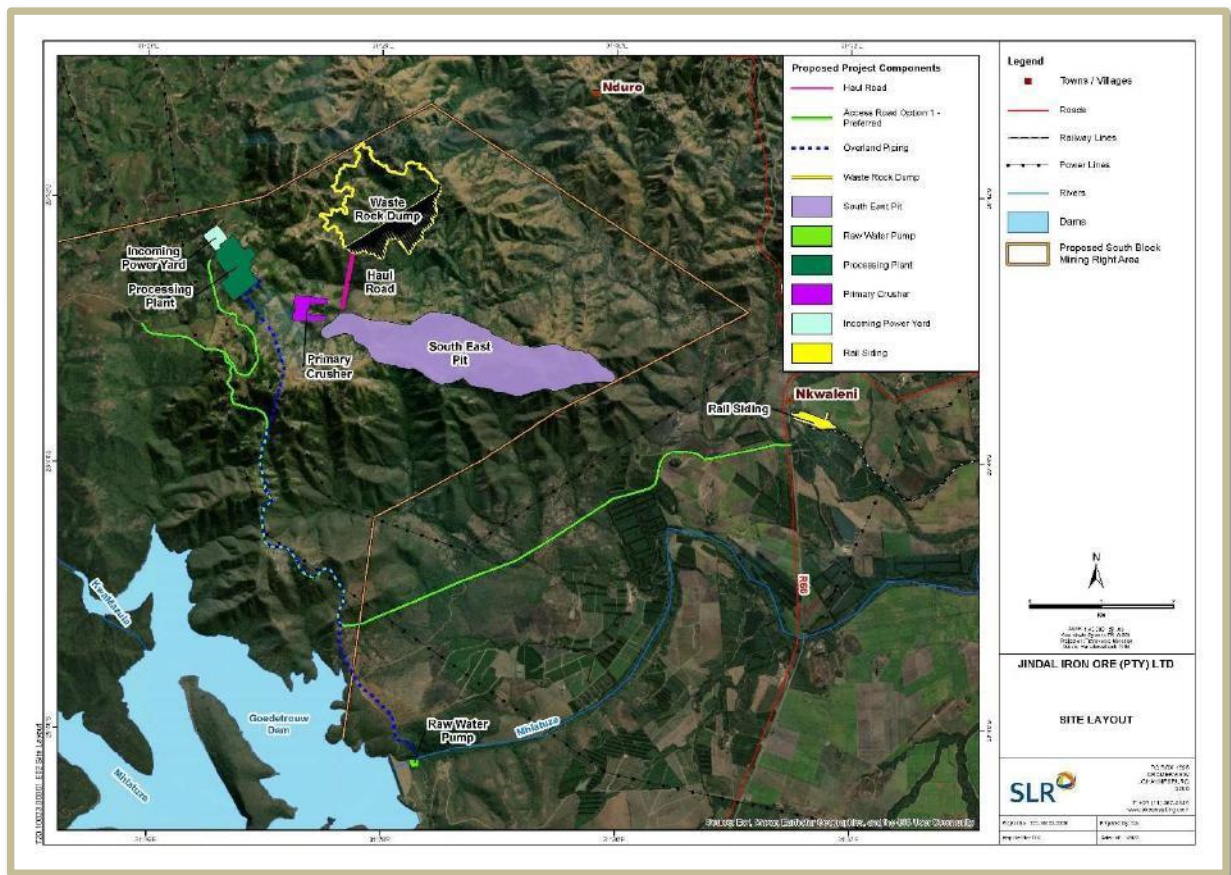 Nduro
Waste
Rock Dump
Incoming
Power Yard
Processing
Plant
Haul
Road
Primary
Crusher
South East
Pit
Nkwaleni
Rail Siding
R66
KwaMazula
Goedetrouw
Dam
Mhlatuze
Raw Water
Pump
Mhlatuze
Proposed Project Components
Haul Road
Access Road Option 1 -
Preferred
Overland Piping
Waste Rock Dump
South East Pit
Raw Water Pump
Processing Plant
Primary Crusher
Incoming Power Yard
Rail Siding
Legend
Towns / Villages
Roads
Railway Lines
Power Lines
Rivers
Dams
Proposed South Block
Mining Right Area
N
JINDAL IRON ORE (PTY) LTD
SITE LAYOUT
SLR